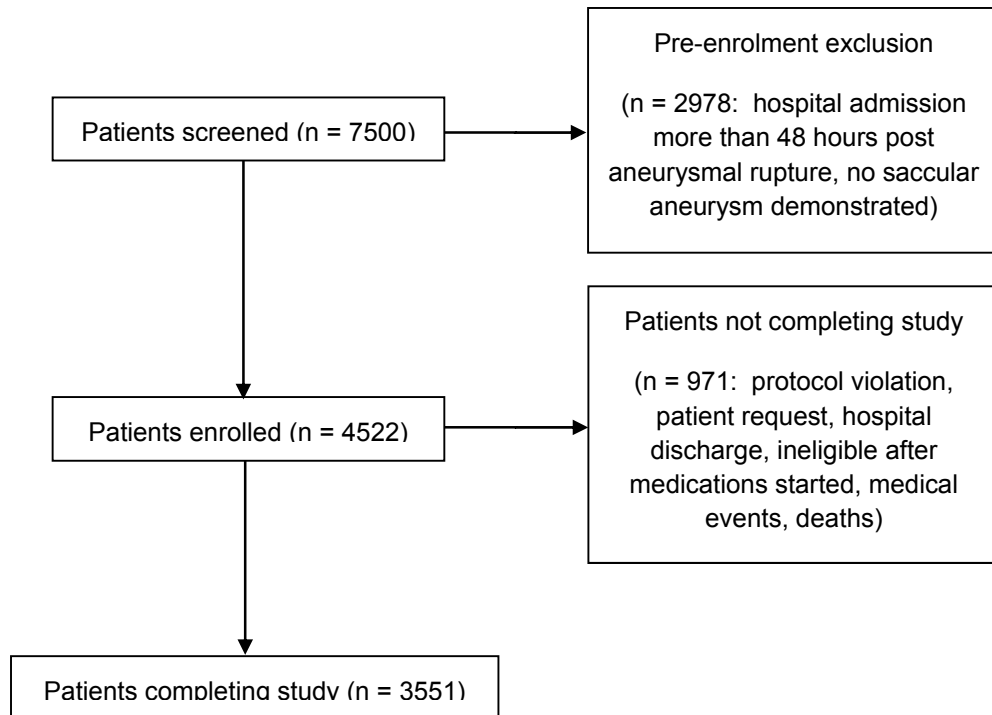 Patients screened (n = 7500)
Pre-enrolment exclusion
(n = 2978:  hospital admission
more than 48 hours post
aneurysmal rupture, no saccular
aneurysm demonstrated)
Patients enrolled (n = 4522)
Patients not completing study
(n = 971:  protocol violation,
patient request, hospital
discharge, ineligible after
medications started, medical
events, deaths)
Patients completing study (n = 3551)